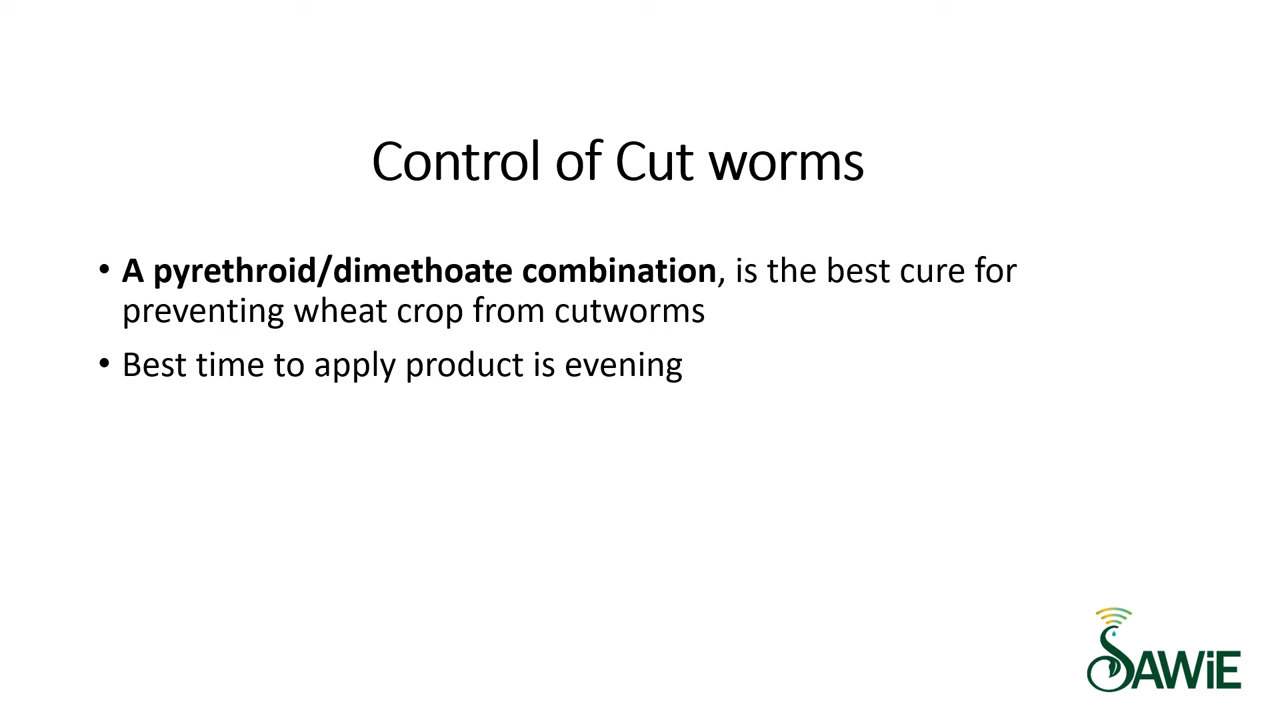 Control of Cut worms
• A pyrethroid/dimethoate combination, is the best cure for
preventing wheat crop from cutworms
• Best time to apply product is evening
SAWiE